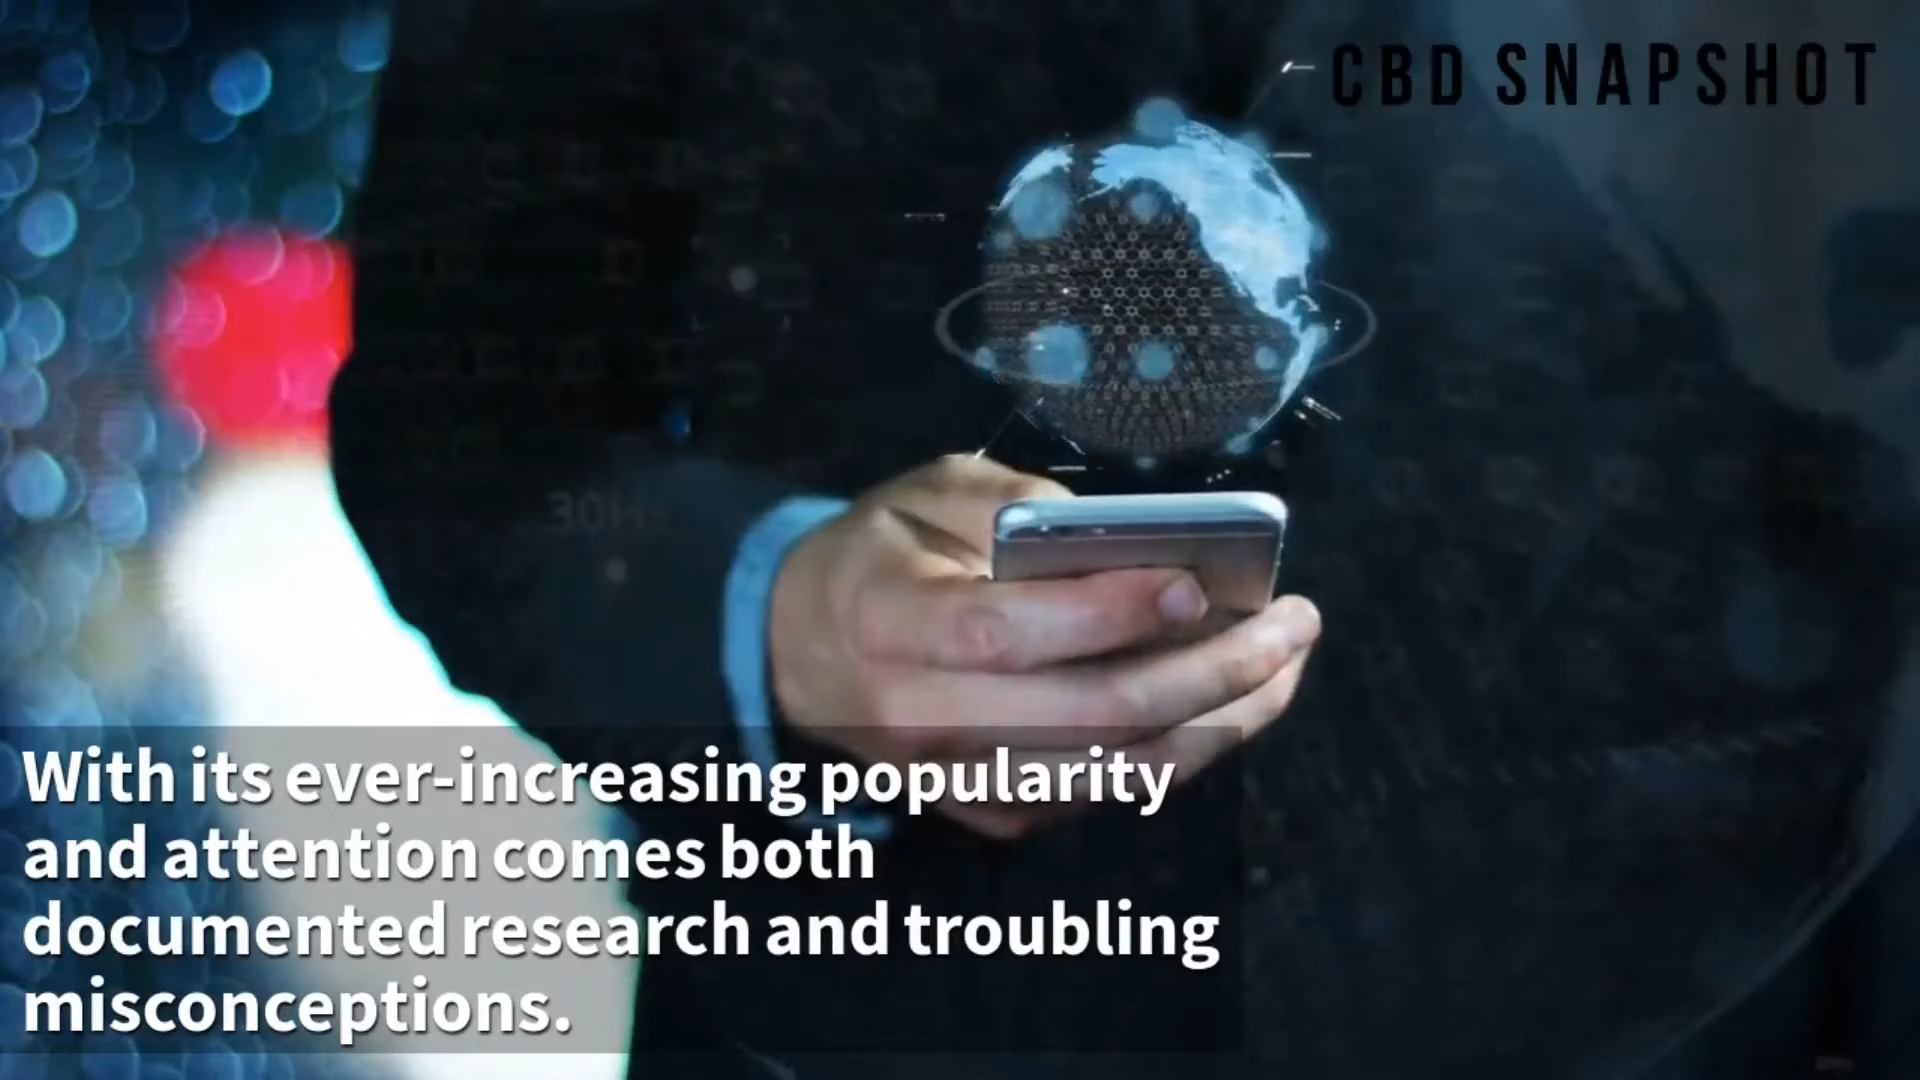 CBD SNAPSHOT
With its ever-increasing popularity
and attention comes both
documented research and troubling
misconceptions.